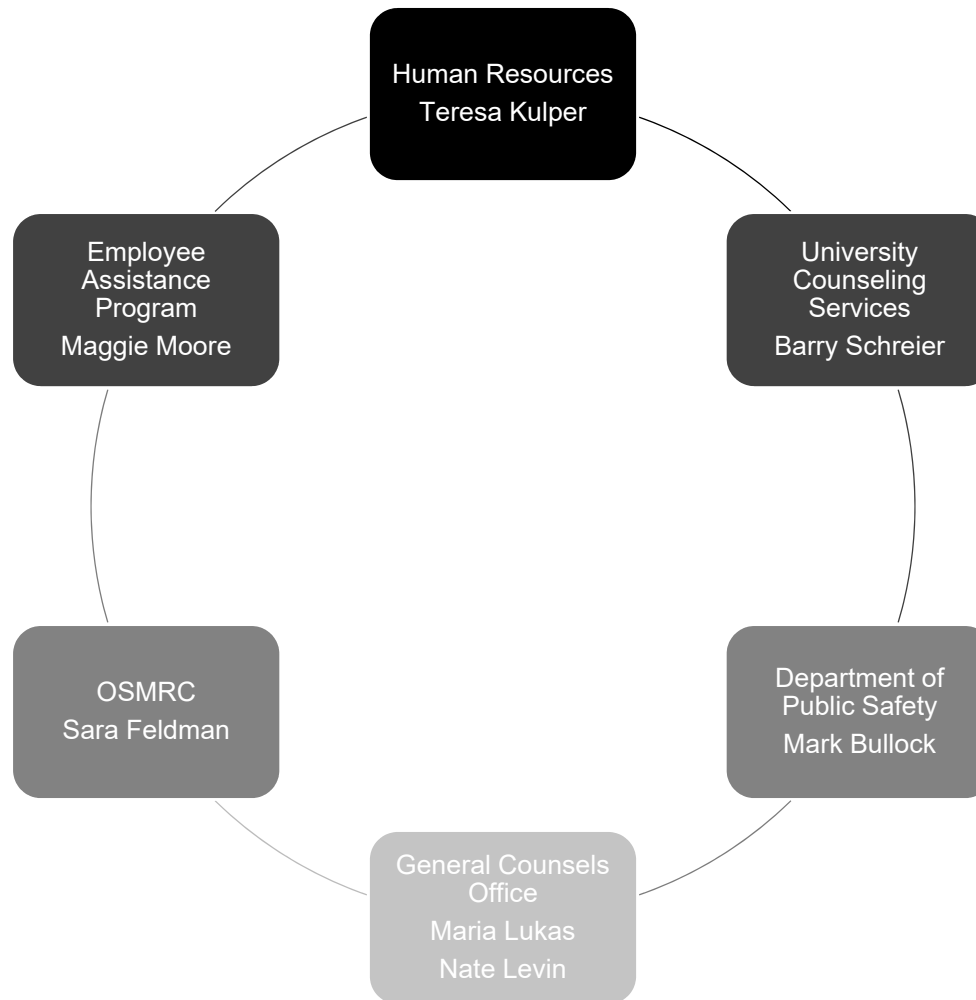 Human Resources
Teresa Kulper
Employee
Assistance
Program
Maggie Moore
University
Counseling
Services
Barry Schreier
OSMRC
Sara Feldman
Department of
Public Safety
Mark Bullock
General Counsels
Office
Maria Lukas
Nate Levin